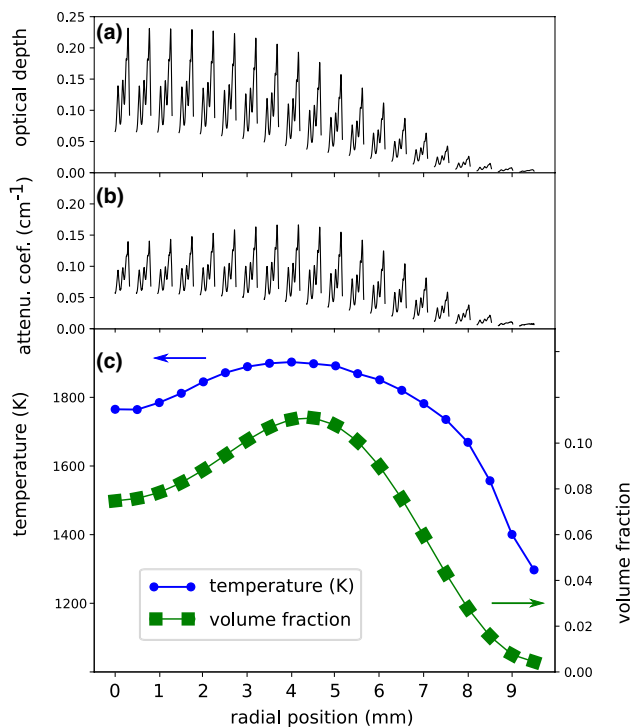 (a)
optical depth
0.25
0.20
0.15
0.10
0.05
0.00
(b)
attenu. coef. (cm⁻¹)
0.20
0.15
0.10
0.05
0.00
(c)
temperature (K)
1800
1600
1400
1200
temperature (K)
volume fraction
0.10
0.08
0.06
0.04
0.02
0.00
volume fraction
0 1 2 3 4 5 6 7 8 9
radial position (mm)